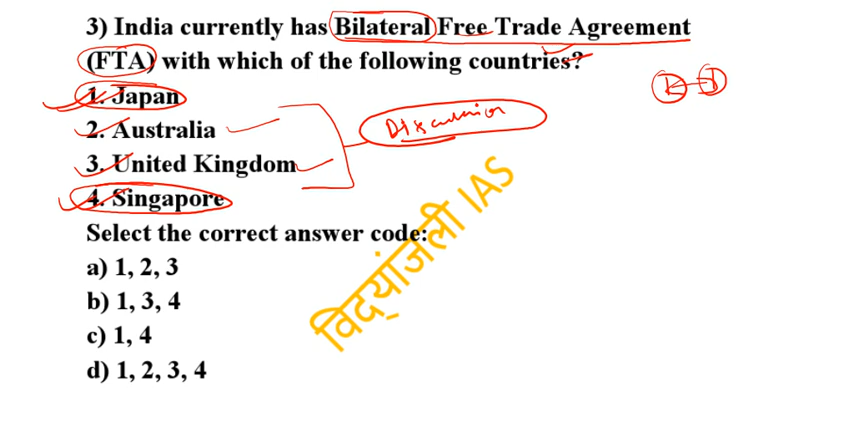 3) India currently has Bilateral Free Trade Agreement
(FTA) with which of the following countries?
1. Japan
2. Australia
3. United Kingdom
4. Singapore
Discussion
Select the correct answer code:
a) 1, 2, 3
b) 1, 3, 4
c) 1, 4
d) 1, 2, 3, 4
विद्यांजली IAS